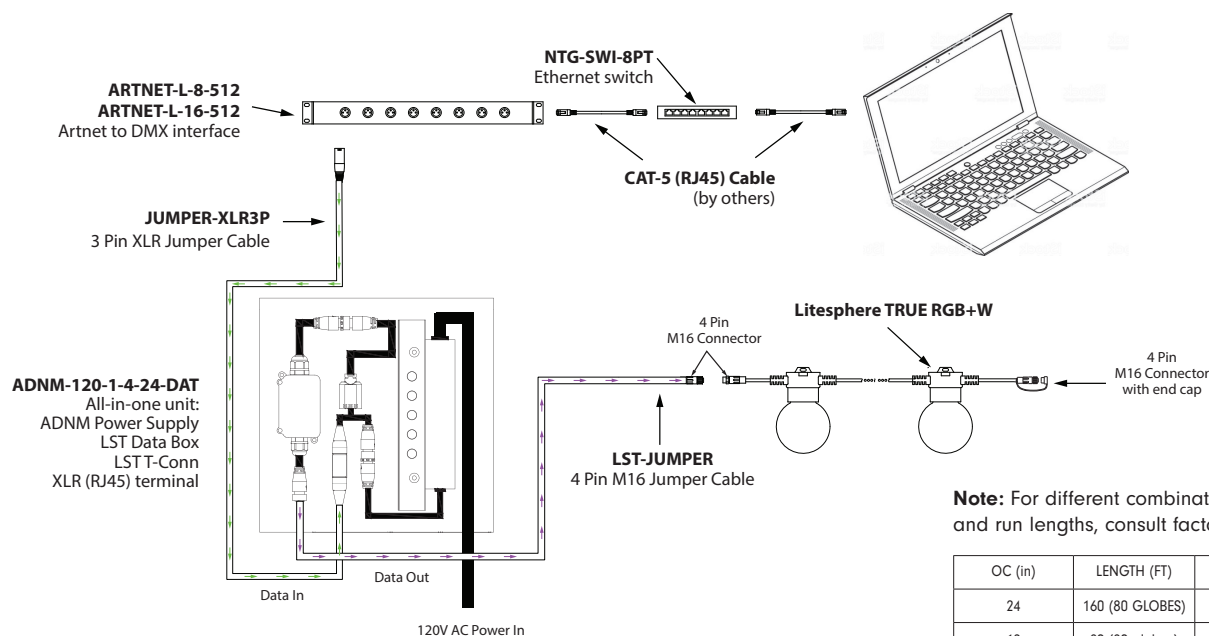 NTG-SWI-8PT
Ethernet switch
ARTNET-L-8-512
ARTNET-L-16-512
Artnet to DMX interface
CAT-5 (RJ45) Cable
(by others)
JUMPER-XLR3P
3 Pin XLR Jumper Cable
Litesphere TRUE RGB+W
4 Pin
M16 Connector
4 Pin
M16 Connector
with end cap
ADNM-120-1-4-24-DAT
All-in-one unit:
ADNM Power Supply
LST Data Box
LST T-Conn
XLR (RJ45) terminal
LST-JUMPER
4 Pin M16 Jumper Cable
Data Out
Data In
120V AC Power In
Note: For different
and run lengths, consult
OC (in) LENGTH (FT)
24 160 (80 GLOBES)